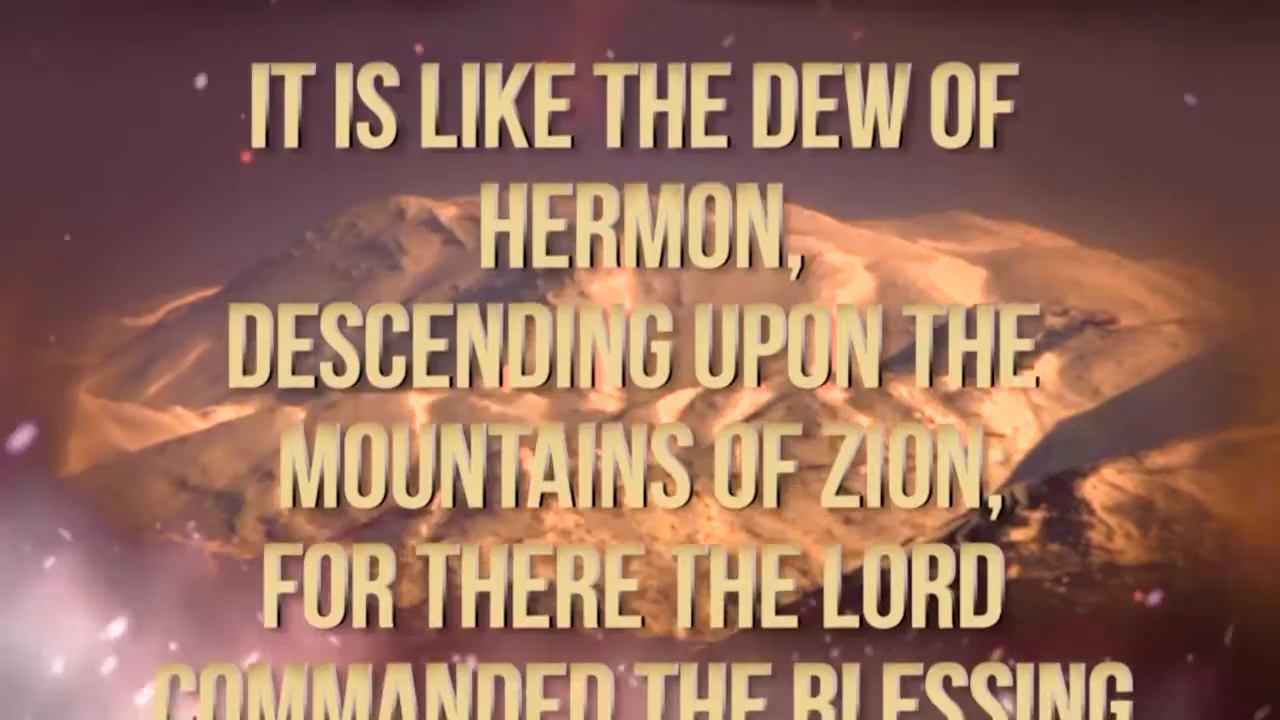 IT IS LIKE THE DEW OF
HERMON,
DESCENDING UPON THE
MOUNTAINS OF ZION;
FOR THERE THE LORD
COMMANDED THE BLESSING